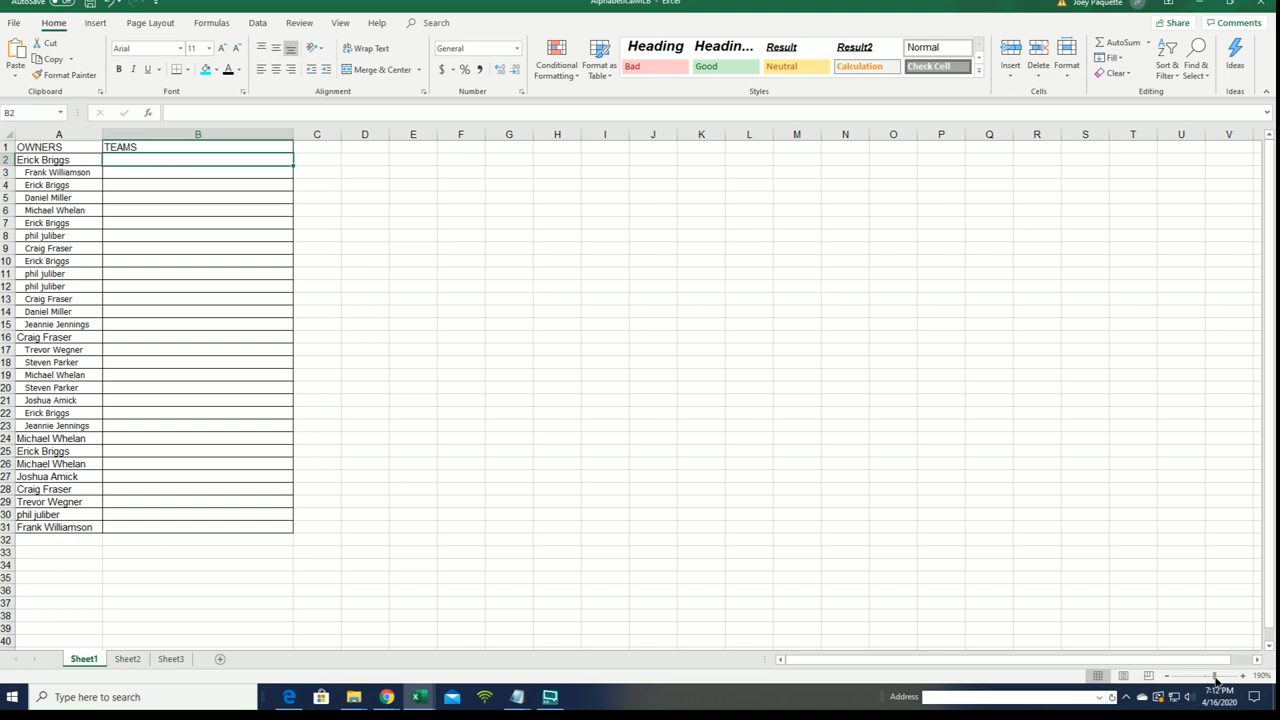 AutoSave Off AlphabeticalMLB - Excel Joey Paquette JP
File Home Insert Page Layout Formulas Data Review View Help Search Share Comments
Paste Cut Copy Format Painter Clipboard
Arial 11 B I U Font
Wrap Text Merge & Center Alignment
General $ % Number
Conditional Formatting Format as Table
Heading Headin... Result Result2 Normal
Bad Good Neutral Calculation Check Cell
Styles
Insert Delete Format Cells
AutoSum Fill Clear Sort & Filter Find & Select Editing
Ideas Ideas
B2 fx
A B C D E F G H I J K L M N O P Q R S T U V
1 OWNERS TEAMS
2 Erick Briggs
3 Frank Williamson
4 Erick Briggs
5 Daniel Miller
6 Michael Whelan
7 Erick Briggs
8 phil juliber
9 Craig Fraser
10 Erick Briggs
11 phil juliber
12 phil juliber
13 Craig Fraser
14 Daniel Miller
15 Jeannie Jennings
16 Craig Fraser
17 Trevor Wegner
18 Steven Parker
19 Michael Whelan
20 Steven Parker
21 Joshua Amick
22 Erick Briggs
23 Jeannie Jennings
24 Michael Whelan
25 Erick Briggs
26 Michael Whelan
27 Joshua Amick
28 Craig Fraser
29 Trevor Wegner
30 phil juliber
31 Frank Williamson
32
33
34
35
36
37
38
39
40
Sheet1 Sheet2 Sheet3
190%
Type here to search Address 7:12 PM
4/16/2020